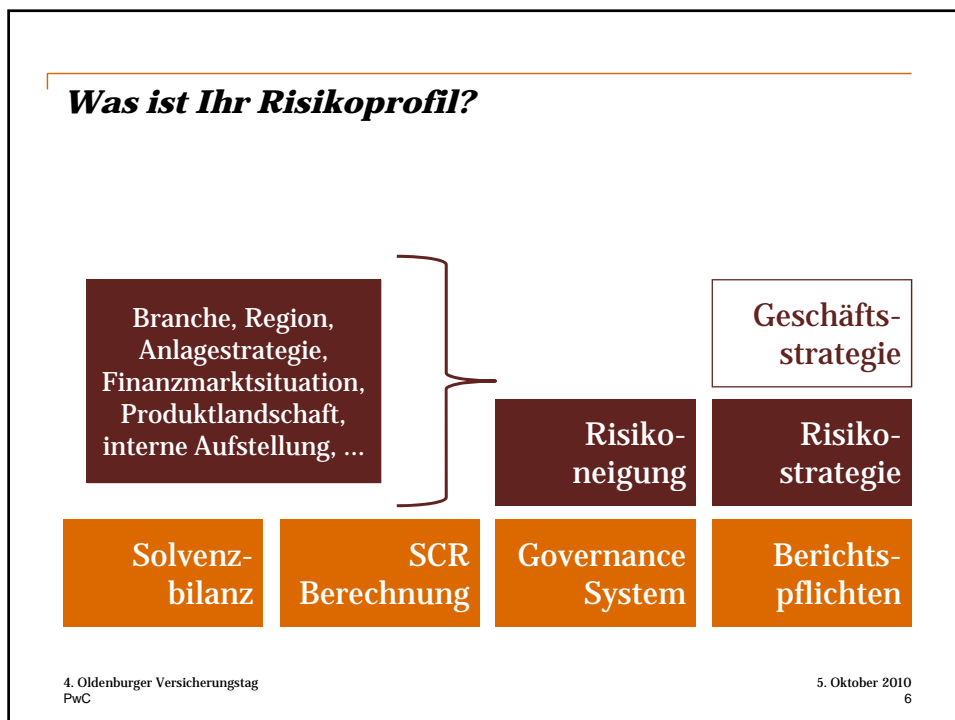 Was ist Ihr Risikoprofil?
Branche, Region,
Anlagestrategie,
Finanzmarktsituation,
Produktlandschaft,
interne Aufstellung, ...
Geschäfts-
strategie
Risiko-
neigung
Risiko-
strategie
Solvenz-
bilanz
SCR
Berechnung
Governance
System
Berichts-
pflichten
4. Oldenburger Versicherungstag
PwC
5. Oktober 2010
6